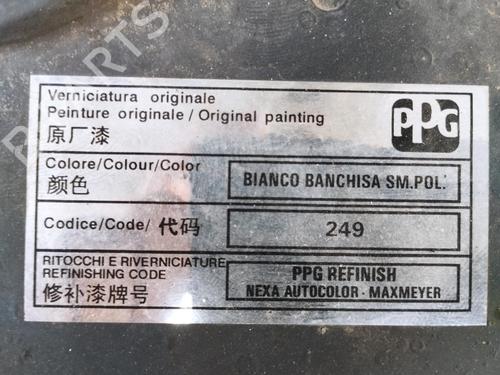 Verniciatura originale
Peinture originale / Original painting
原厂漆
PPG
Colore/Colour/Color
颜色
BIANCO BANCHISA SM.POL.
Codice/Code/ 代码
249
RITOCCHI E RIVERNICIATURE
REFINISHING CODE
修补漆牌号
PPG REFINISH
NEXA AUTOCOLOR - MAXMEYER
PARTS